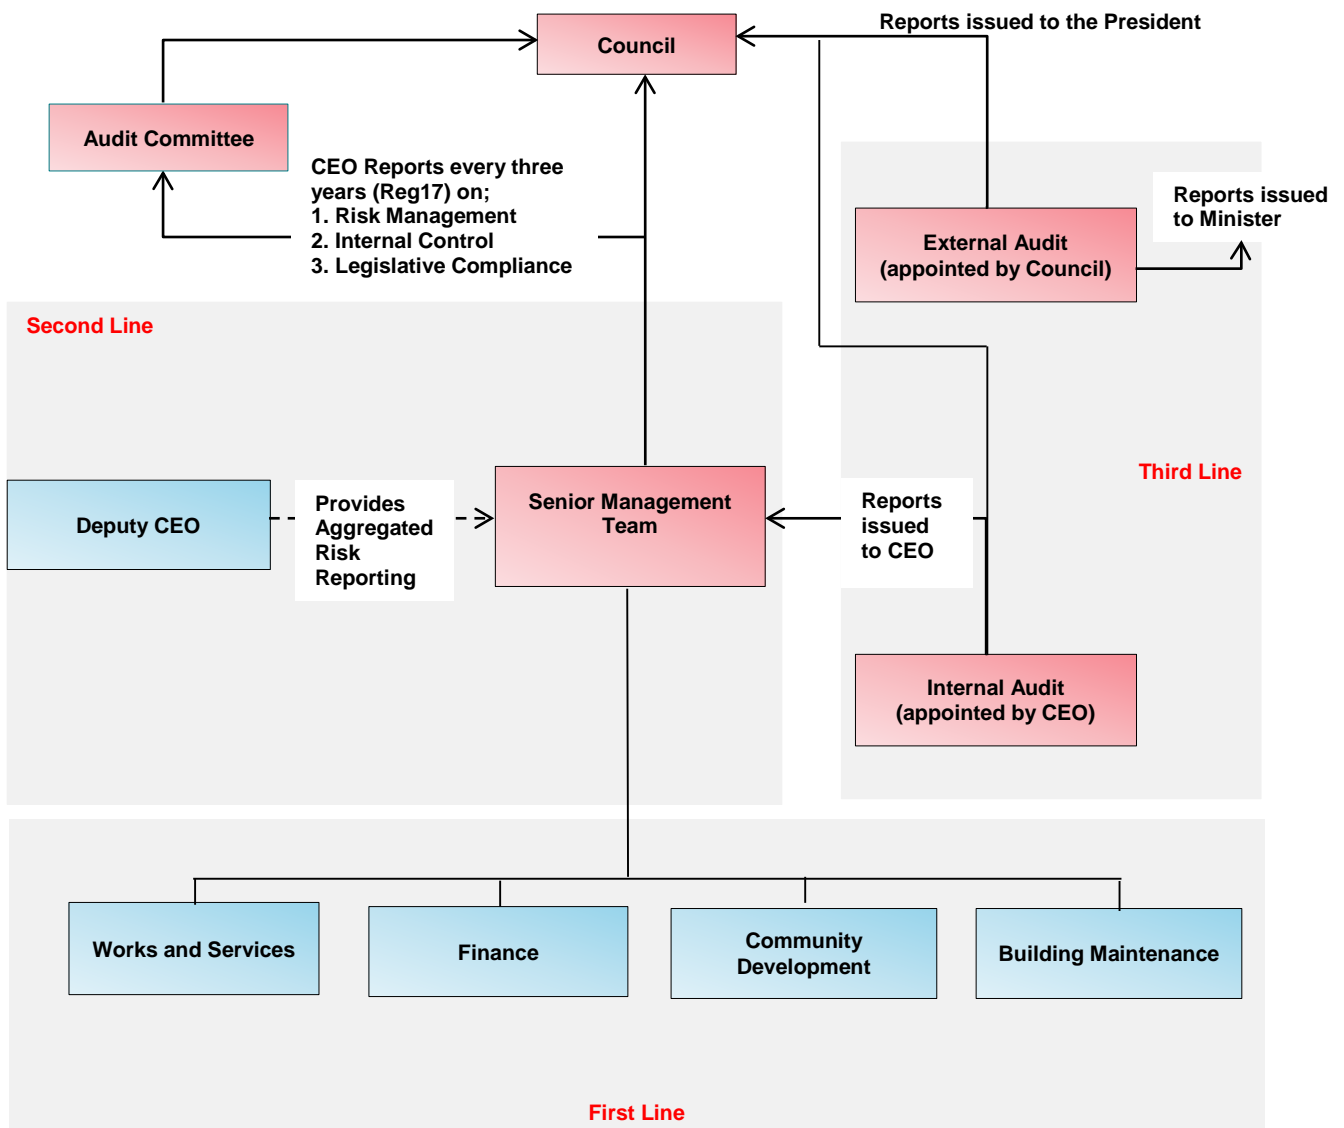 Reports issued to the President
Council
Audit Committee
CEO Reports every three
years (Reg17) on;
1. Risk Management
2. Internal Control
3. Legislative Compliance
Reports issued
to Minister
External Audit
(appointed by Council)
Second Line
Third Line
Deputy CEO
Provides
Aggregated
Risk
Reporting
Senior Management
Team
Reports
issued
to CEO
Internal Audit
(appointed by CEO)
Works and Services
Finance
Community
Development
Building Maintenance
First Line